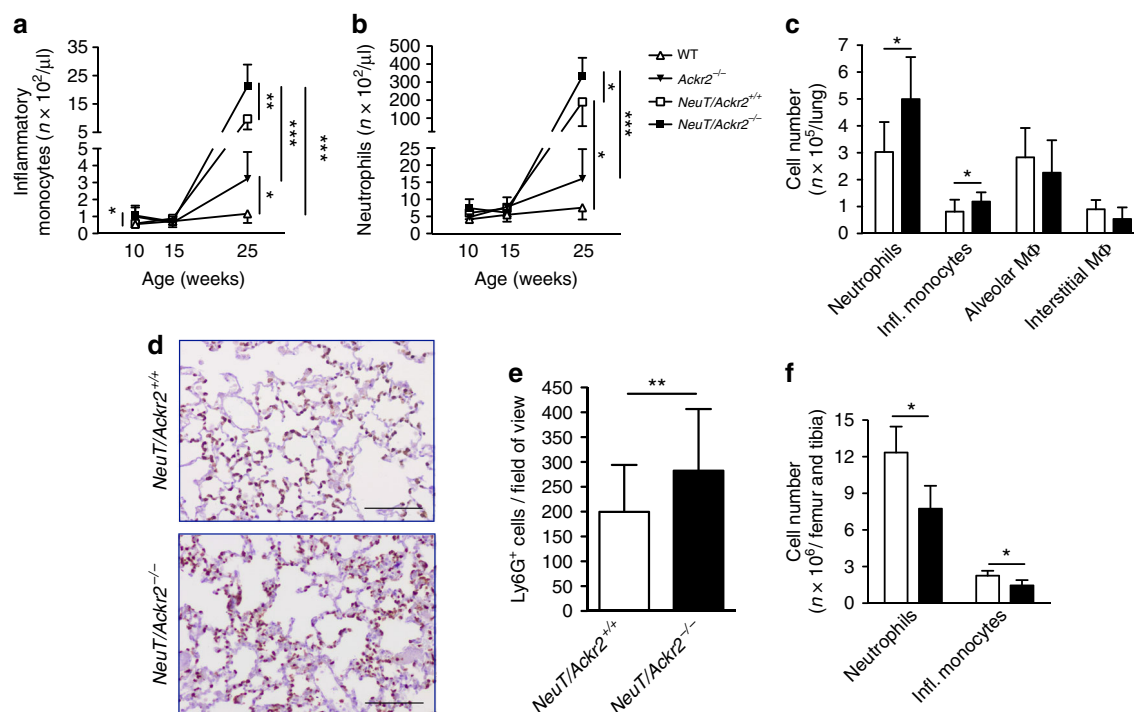 a
Inflammatory
monocytes (n × 10²/μl)
35
25
15
5
5
4
3
2
1
0
*
**
***
***
*
10 15 25
Age (weeks)
b
Neutrophils (n × 10²/μl)
500
400
300
200
100
25
20
15
10
5
0
*
***
*
10 15 25
Age (weeks)
WT
Ackr2⁻/⁻
NeuT/Ackr2⁺/⁺
NeuT/Ackr2⁻/⁻
c
Cell number
(n × 10⁵/lung)
7
6
5
4
3
2
1
0
*
*
Neutrophils
Infl. monocytes
Alveolar MΦ
Interstitial MΦ
d
NeuT/Ackr2⁺/⁺
NeuT/Ackr2⁻/⁻
e
Ly6G⁺ cells / field of view
450
400
350
300
250
200
150
100
50
0
**
NeuT/Ackr2⁺/⁺
NeuT/Ackr2⁻/⁻
f
Cell number
(n × 10⁶/ femur and tibia)
15
12
9
6
3
0
*
*
Neutrophils
Infl. monocytes